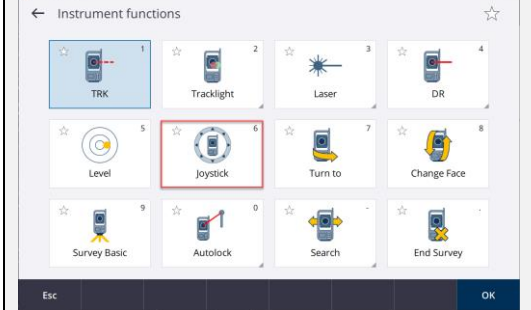 ← Instrument functions
1
TRK
2
Tracklight
3
Laser
4
DR
5
Level
6
Joystick
7
Turn to
8
Change Face
9
Survey Basic
0
Autolock
-
Search
.
End Survey
Esc OK